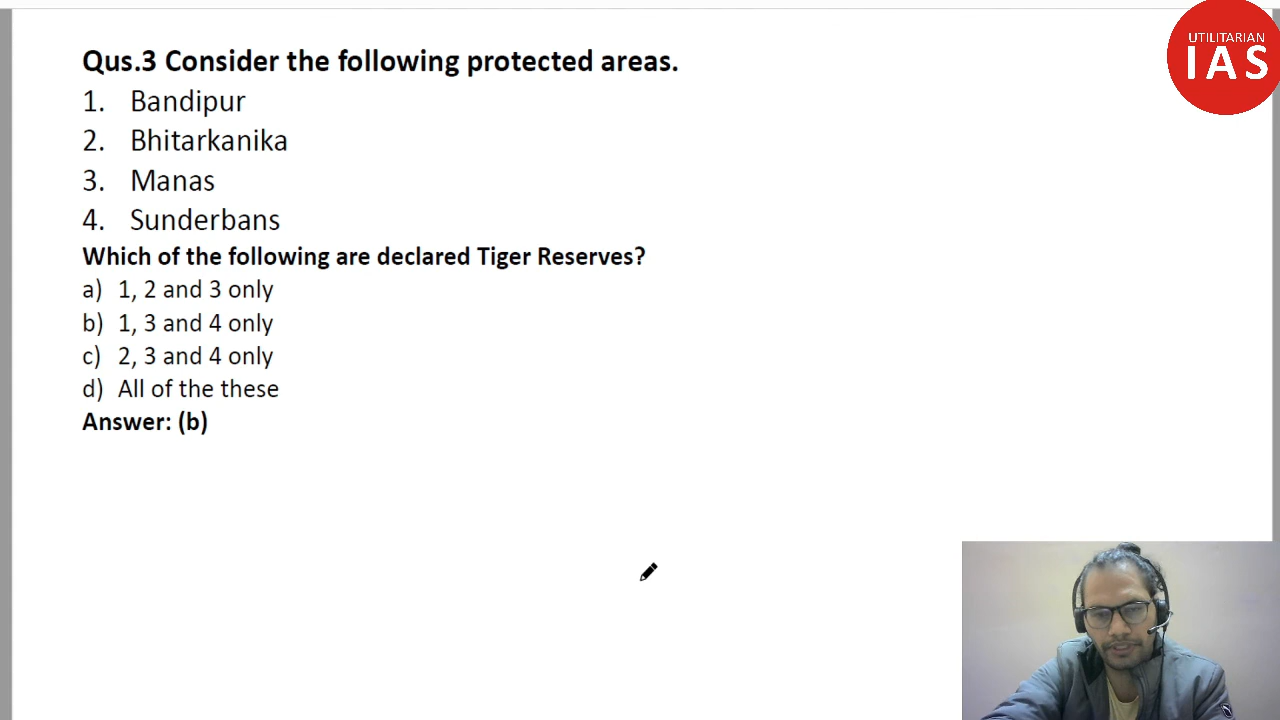 UTILITARIAN
IAS
Qus.3 Consider the following protected areas.
1. Bandipur
2. Bhitarkanika
3. Manas
4. Sunderbans
Which of the following are declared Tiger Reserves?
a) 1, 2 and 3 only
b) 1, 3 and 4 only
c) 2, 3 and 4 only
d) All of the these
Answer: (b)